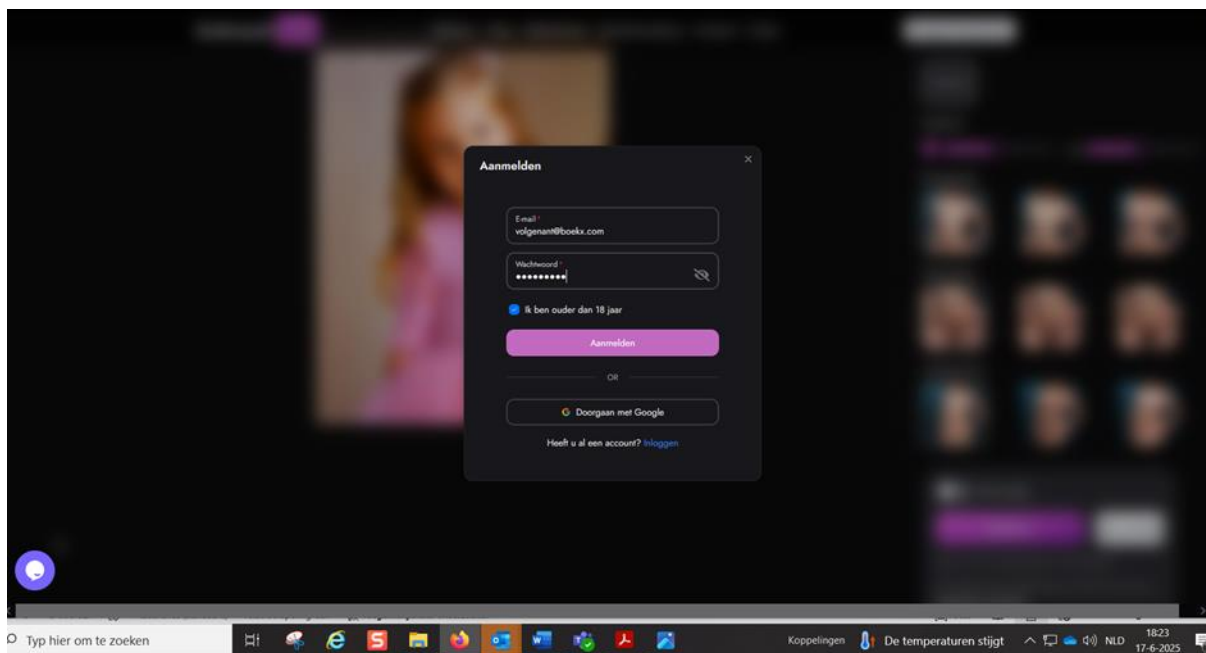 Aanmelden
E-mail *
volgenant@boekx.com
Wachtwoord *
Ik ben ouder dan 18 jaar
Aanmelden
OR
Doorgaan met Google
Heeft u al een account? Inloggen
Typ hier om te zoeken
Koppelingen
De temperaturen stijgt
NLD
18:23
17-6-2025